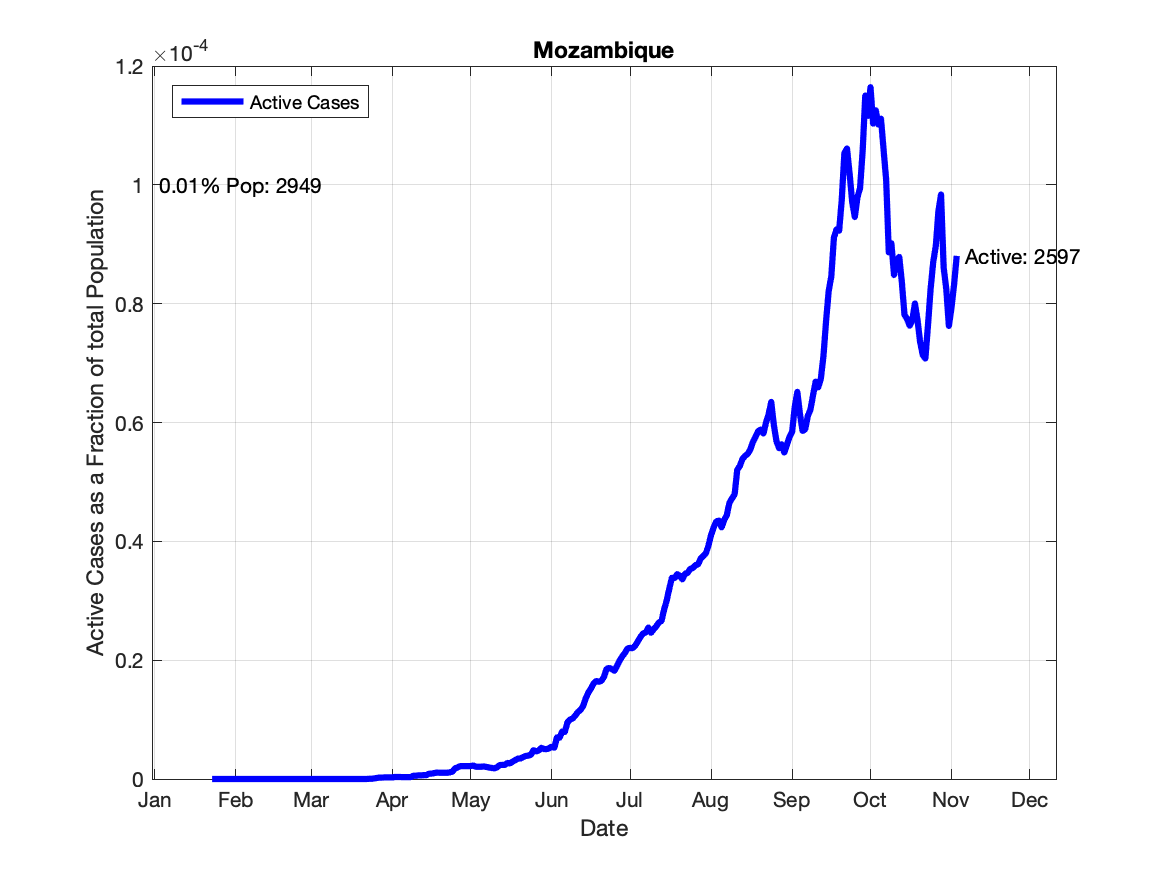 Mozambique
×10-4
1.2
Active Cases
1
0.01% Pop: 2949
Active: 2597
0.8
0.6
0.4
0.2
0
Active Cases as a Fraction of total Population
Jan Feb Mar Apr May Jun Jul Aug Sep Oct Nov Dec
Date